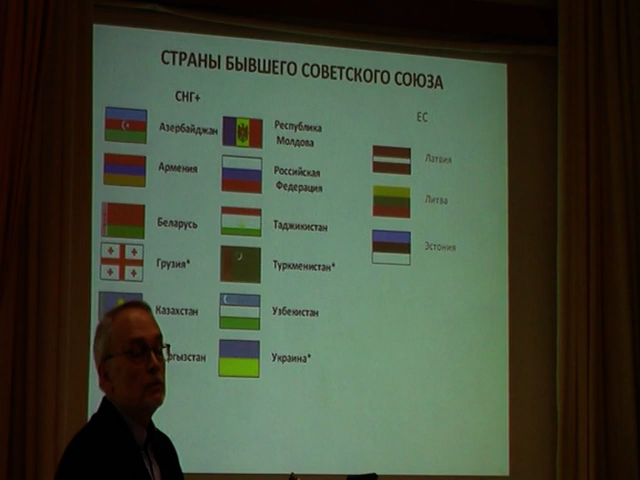 СТРАНЫ БЫВШЕГО СОВЕТСКОГО СОЮЗА
СНГ+
Азербайджан
Армения
Беларусь
Грузия*
Казахстан
ргызстан
Республика
Молдова
Российская
Федерация
Таджикистан
Туркменистан*
Узбекистан
Украина*
ЕС
Латвия
Литва
Эстония